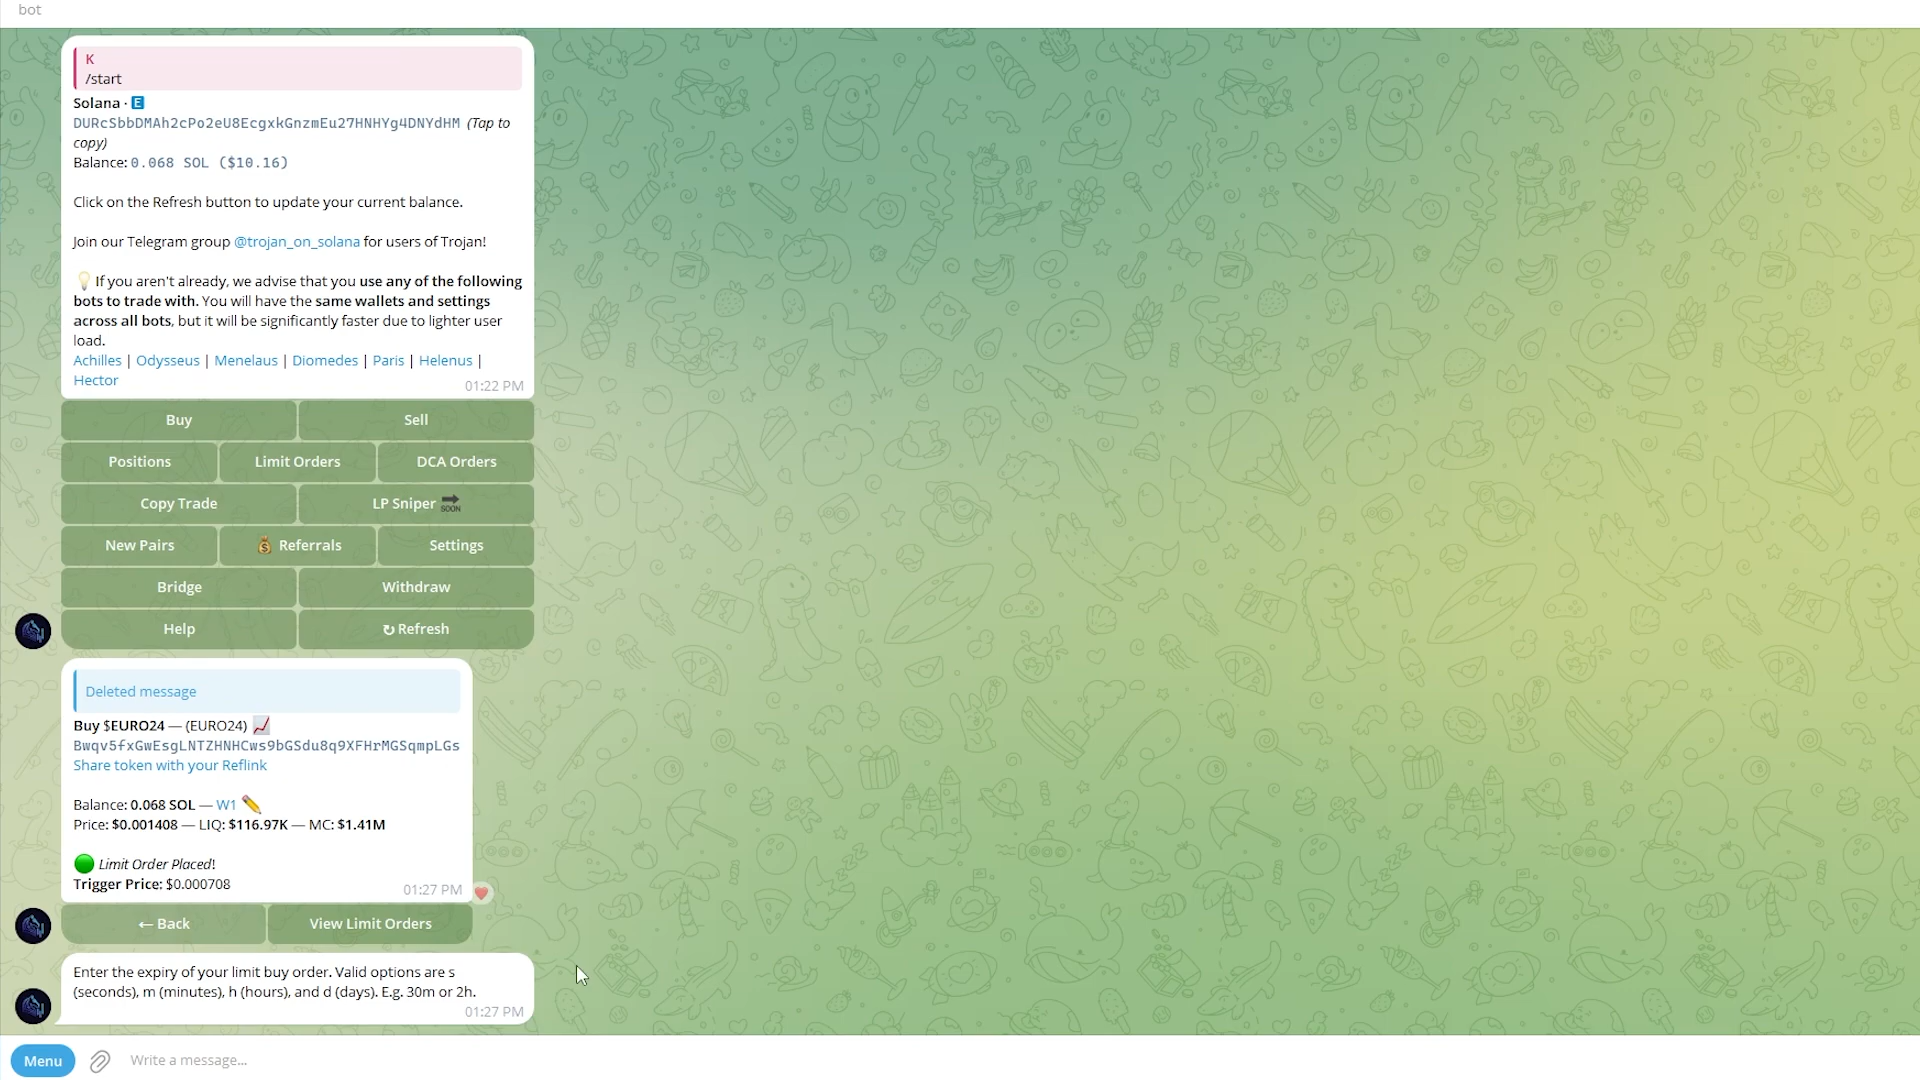 bot
K
/start
Solana · E
DURcSbbDMAh2cPo2eU8EcgxkGnzmEu27HNHYg4DNYdHM (Tap to
copy)
Balance: 0.068 SOL ($10.16)
Click on the Refresh button to update your current balance.
Join our Telegram group @trojan_on_solana for users of Trojan!
💡 If you aren't already, we advise that you use any of the following
bots to trade with. You will have the same wallets and settings
across all bots, but it will be significantly faster due to lighter user
load.
Achilles | Odysseus | Menelaus | Diomedes | Paris | Helenus |
Hector
01:22 PM
Buy
Sell
Positions
Limit Orders
DCA Orders
Copy Trade
LP Sniper 🔜
New Pairs
💰 Referrals
Settings
Bridge
Withdraw
Help
↻ Refresh
Deleted message
Buy $EURO24 — (EURO24) 📈
Bwqv5fxGwEsgLNTZHNHCws9bGSdu8q9XFHrMGSqmpLGs
Share token with your Reflink
Balance: 0.068 SOL — W1 ✏️
Price: $0.001408 — LIQ: $116.97K — MC: $1.41M
🟢 Limit Order Placed!
Trigger Price: $0.000708
01:27 PM
← Back
View Limit Orders
Enter the expiry of your limit buy order. Valid options are s
(seconds), m (minutes), h (hours), and d (days). E.g. 30m or 2h.
01:27 PM
Menu
Write a message...